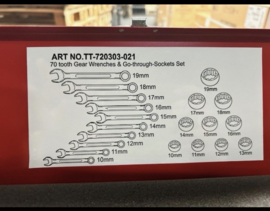 ART NO.TT-720303-021
70 tooth Gear Wrenches & Go-through-Sockets Set
19mm
18mm
17mm
16mm
15mm
14mm
13mm
12mm
11mm
10mm
19mm
17mm 18mm
14mm 15mm 16mm
10mm 11mm 12mm 13mm